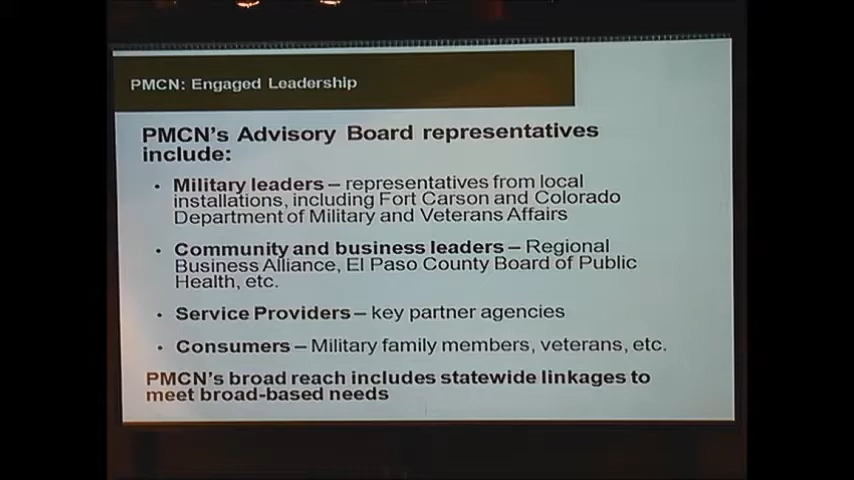 PMCN: Engaged Leadership
PMCN's Advisory Board representatives
include:
• Military leaders – representatives from local
installations, including Fort Carson and Colorado
Department of Military and Veterans Affairs
• Community and business leaders – Regional
Business Alliance, El Paso County Board of Public
Health, etc.
• Service Providers – key partner agencies
• Consumers – Military family members, veterans, etc.
PMCN's broad reach includes statewide linkages to
meet broad-based needs